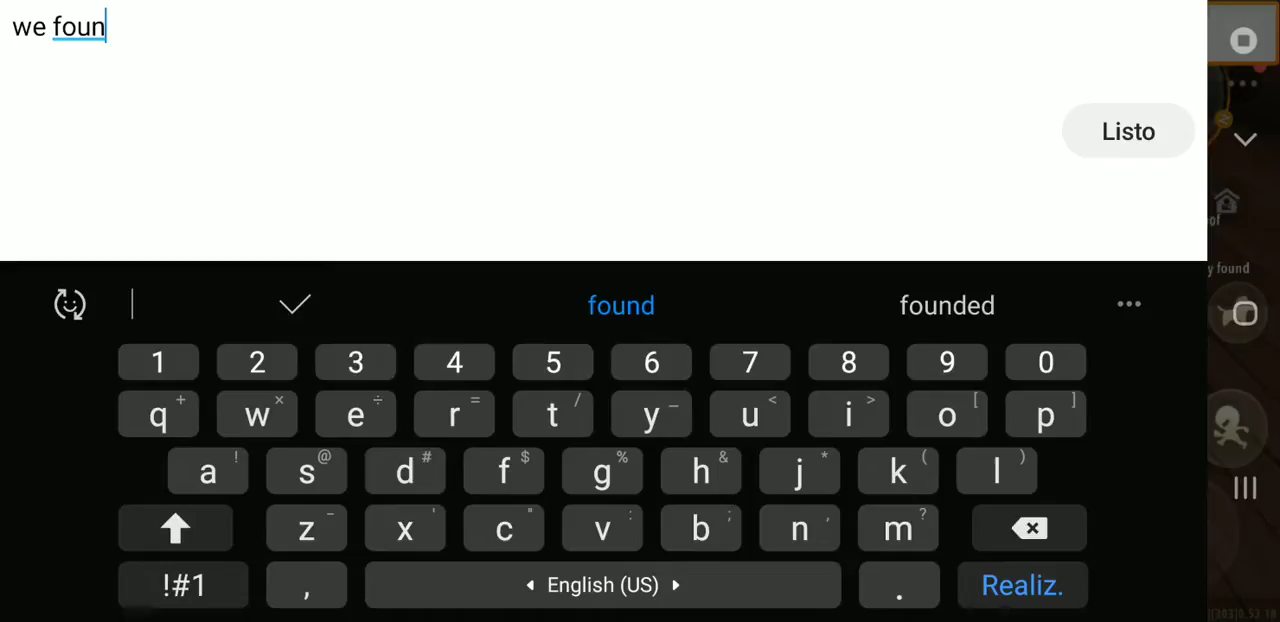 we foun
Listo
of
y found
found
founded
1 2 3 4 5 6 7 8 9 0
q + w × e ÷ r = t / y _ u < i > o [ p ]
a ! s @ d # f $ g % h & j * k ( l )
z - x ' c " v : b ; n , m ?
!#1 , English (US) . Realiz.